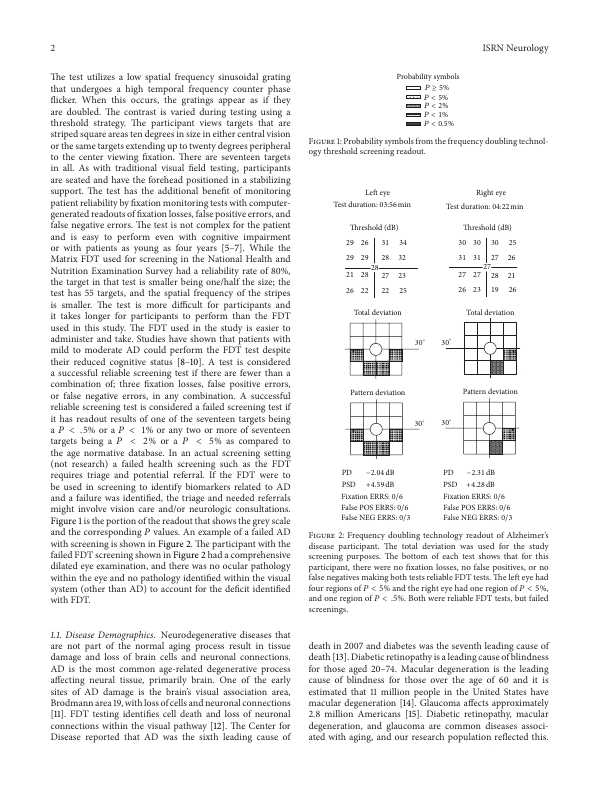 2
ISRN Neurology
The test utilizes a low spatial frequency sinusoidal grating
that undergoes a high temporal frequency counter phase
flicker. When this occurs, the gratings appear as if they
are doubled. The contrast is varied during testing using a
threshold strategy. The participant views targets that are
striped square areas ten degrees in size in either central vision
or the same targets extending up to twenty degrees peripheral
to the center viewing fixation. There are seventeen targets
in all. As with traditional visual field testing, participants
are seated and have the forehead positioned in a stabilizing
support. The test has the additional benefit of monitoring
patient reliability by fixation monitoring tests with computer-
generated readouts of fixation losses, false positive errors, and
false negative errors. The test is not complex for the patient
and is easy to perform even with cognitive impairment
or with patients as young as four years [5–7]. While the
Matrix FDT used for screening in the National Health and
Nutrition Examination Survey had a reliability rate of 80%,
the target in that test is smaller being one/half the size; the
test has 55 targets, and the spatial frequency of the stripes
is smaller. The test is more difficult for participants and
it takes longer for participants to perform than the FDT
used in this study. The FDT used in the study is easier to
administer and take. Studies have shown that patients with
mild to moderate AD could perform the FDT test despite
their reduced cognitive status [8–10]. A test is considered
a successful reliable screening test if there are fewer than a
combination of; three fixation losses, false positive errors,
or false negative errors, in any combination. A successful
reliable screening test is considered a failed screening test if
it has readout results of one of the seventeen targets being
a P < .5% or a P < 1% or any two or more of seventeen
targets being a P < 2% or a P < 5% as compared to
the age normative database. In an actual screening setting
(not research) a failed health screening such as the FDT
requires triage and potential referral. If the FDT were to
be used in screening to identify biomarkers related to AD
and a failure was identified, the triage and needed referrals
might involve vision care and/or neurologic consultations.
Figure 1 is the portion of the readout that shows the grey scale
and the corresponding P values. An example of a failed AD
with screening is shown in Figure 2. The participant with the
failed FDT screening shown in Figure 2 had a comprehensive
dilated eye examination, and there was no ocular pathology
within the eye and no pathology identified within the visual
system (other than AD) to account for the deficit identified
with FDT.
1.1. Disease Demographics. Neurodegenerative diseases that
are not part of the normal aging process result in tissue
damage and loss of brain cells and neuronal connections.
AD is the most common age-related degenerative process
affecting neural tissue, primarily brain. One of the early
sites of AD damage is the brain's visual association area,
Brodmann area 19, with loss of cells and neuronal connections
[11]. FDT testing identifies cell death and loss of neuronal
connections within the visual pathway [12]. The Center for
Disease reported that AD was the sixth leading cause of
Probability symbols
P ≥ 5%
P < 5%
P < 2%
P < 1%
P < 0.5%
Figure 1: Probability symbols from the frequency doubling technol-
ogy threshold screening readout.
Left eye
Test duration: 03:56 min
Threshold (dB)
29 26 31 34
29 29 28 32
28
21 28 27 23
26 22 22 25
Total deviation
30°
Pattern deviation
30°
PD −2.04 dB
PSD +4.59 dB
Fixation ERRS: 0/6
False POS ERRS: 0/6
False NEG ERRS: 0/3
Right eye
Test duration: 04:22 min
Threshold (dB)
30 30 30 25
31 31 27 26
27
27 27 28 21
26 23 19 26
Total deviation
30°
Pattern deviation
30°
PD −2.31 dB
PSD +4.28 dB
Fixation ERRS: 0/6
False POS ERRS: 0/6
False NEG ERRS: 0/3
Figure 2: Frequency doubling technology readout of Alzheimer's
disease participant. The total deviation was used for the study
screening purposes. The bottom of each test shows that for this
participant, there were no fixation losses, no false positives, or no
false negatives making both tests reliable FDT tests. The left eye had
four regions of P < 5% and the right eye had one region of P < 5%,
and one region of P < .5%. Both were reliable FDT tests, but failed
screenings.
death in 2007 and diabetes was the seventh leading cause of
death [13]. Diabetic retinopathy is a leading cause of blindness
for those aged 20–74. Macular degeneration is the leading
cause of blindness for those over the age of 60 and it is
estimated that 11 million people in the United States have
macular degeneration [14]. Glaucoma affects approximately
2.8 million Americans [15]. Diabetic retinopathy, macular
degeneration, and glaucoma are common diseases associ-
ated with aging, and our research population reflected this.